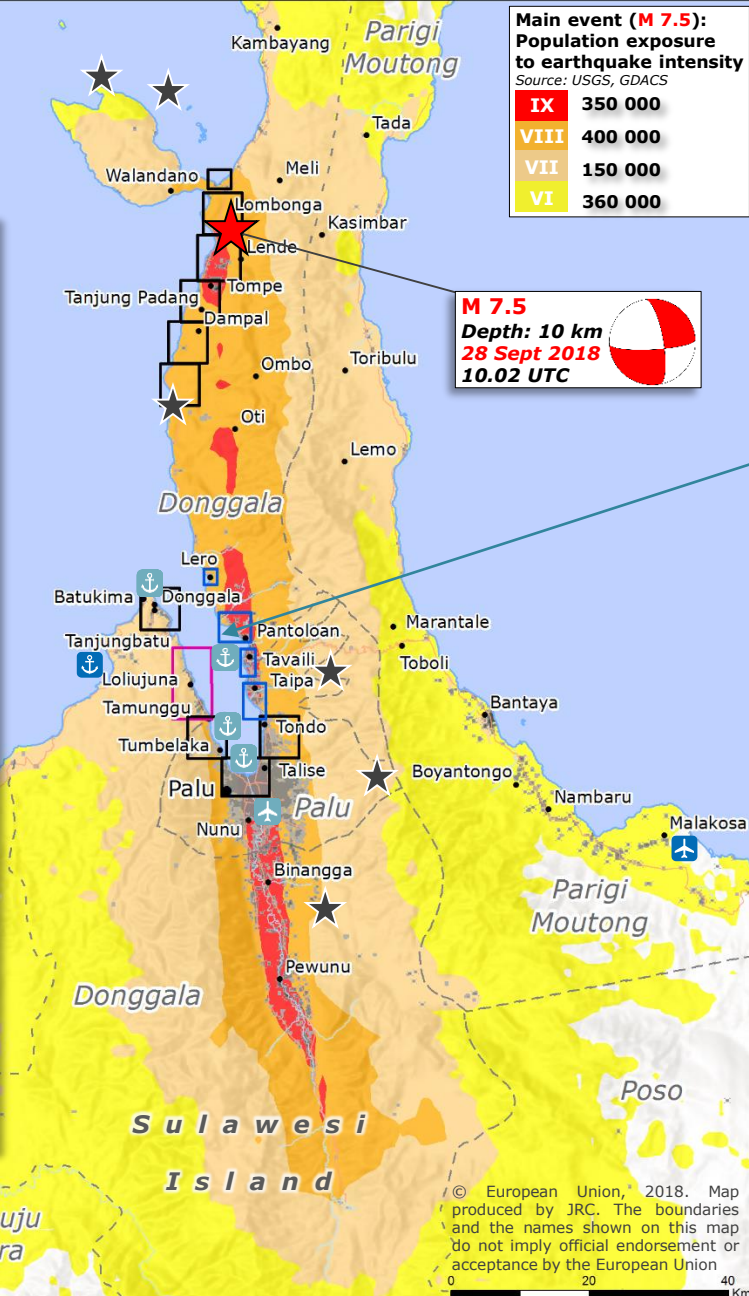 Kambayang
Parigi
Moutong
Main event (M 7.5):
Population exposure
to earthquake intensity
Source: USGS, GDACS
IX 350 000
VIII 400 000
VII 150 000
VI 360 000
Tada
Walandano
Meli
Lombonga
Kasimbar
Lende
Tompe
Tanjung Padang
Dampal
M 7.5
Depth: 10 km
28 Sept 2018
10.02 UTC
Ombo
Toribulu
Oti
Lemo
Donggala
Lero
Batukima
Donggala
Marantale
Pantoloan
Tanjungbatu
Tavaili
Toboli
Loliujuna
Taipa
Tamunggu
Bantaya
Tondo
Tumbelaka
Talise
Boyantongo
Palu
Nambaru
Palu
Nunu
Malakosa
Binangga
Parigi
Moutong
Pewunu
Donggala
Poso
Sulawesi
Island
© European Union, 2018. Map
produced by JRC. The boundaries
and the names shown on this map
do not imply official endorsement or
acceptance by the European Union
uju
ra
0 20 40
Km